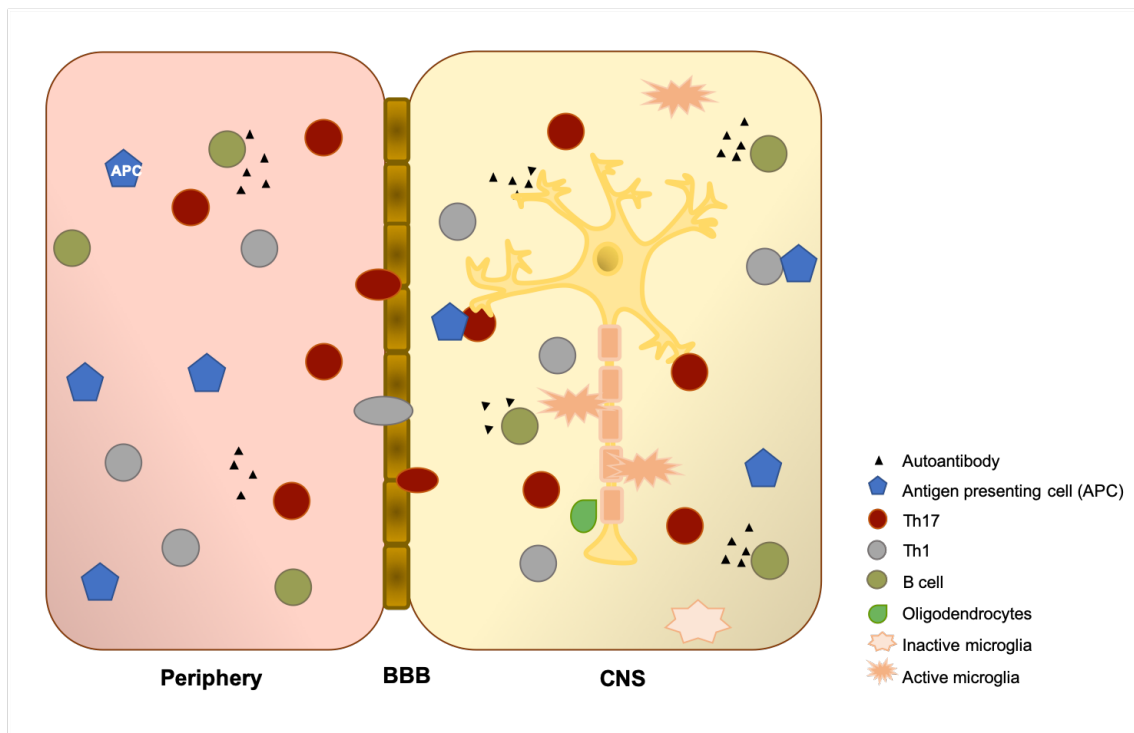 APC
Autoantibody
Antigen presenting cell (APC)
Th17
Th1
B cell
Oligodendrocytes
Inactive microglia
Active microglia
Periphery
BBB
CNS